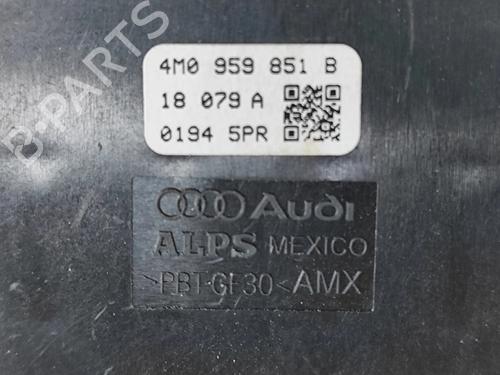 4M0 959 851 B
18 079 A
0194 5PR
Audi
ALPS MEXICO
>PBT-GF30< AMX
B-Parts